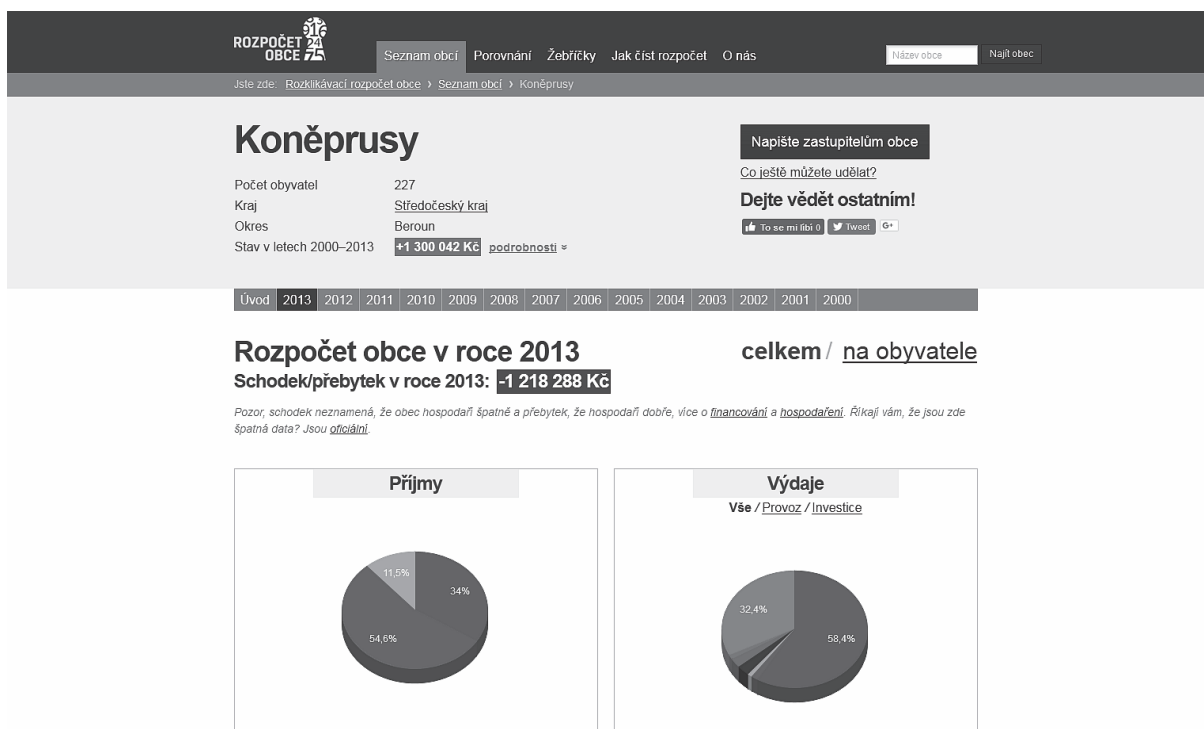 ROZPOČET OBCE
Seznam obcí Porovnání Žebříčky Jak číst rozpočet O nás Název obce Najít obec
Jste zde: Rozklikávací rozpočet obce › Seznam obcí › Koněprusy
Koněprusy
Napište zastupitelům obce
Co ještě můžete udělat?
Dejte vědět ostatním!
To se mi líbí 0 Tweet G+
Počet obyvatel 227
Kraj Středočeský kraj
Okres Beroun
Stav v letech 2000–2013 +1 300 042 Kč podrobnosti
Úvod 2013 2012 2011 2010 2009 2008 2007 2006 2005 2004 2003 2002 2001 2000
Rozpočet obce v roce 2013 celkem / na obyvatele
Schodek/přebytek v roce 2013: -1 218 288 Kč
Pozor, schodek neznamená, že obec hospodaří špatně a přebytek, že hospodaří dobře, více o financování a hospodaření. Říkají vám, že jsou zde
špatná data? Jsou oficiální.
Příjmy
11,5%
34%
54,6%
Výdaje
Vše / Provoz / Investice
32,4%
58,4%